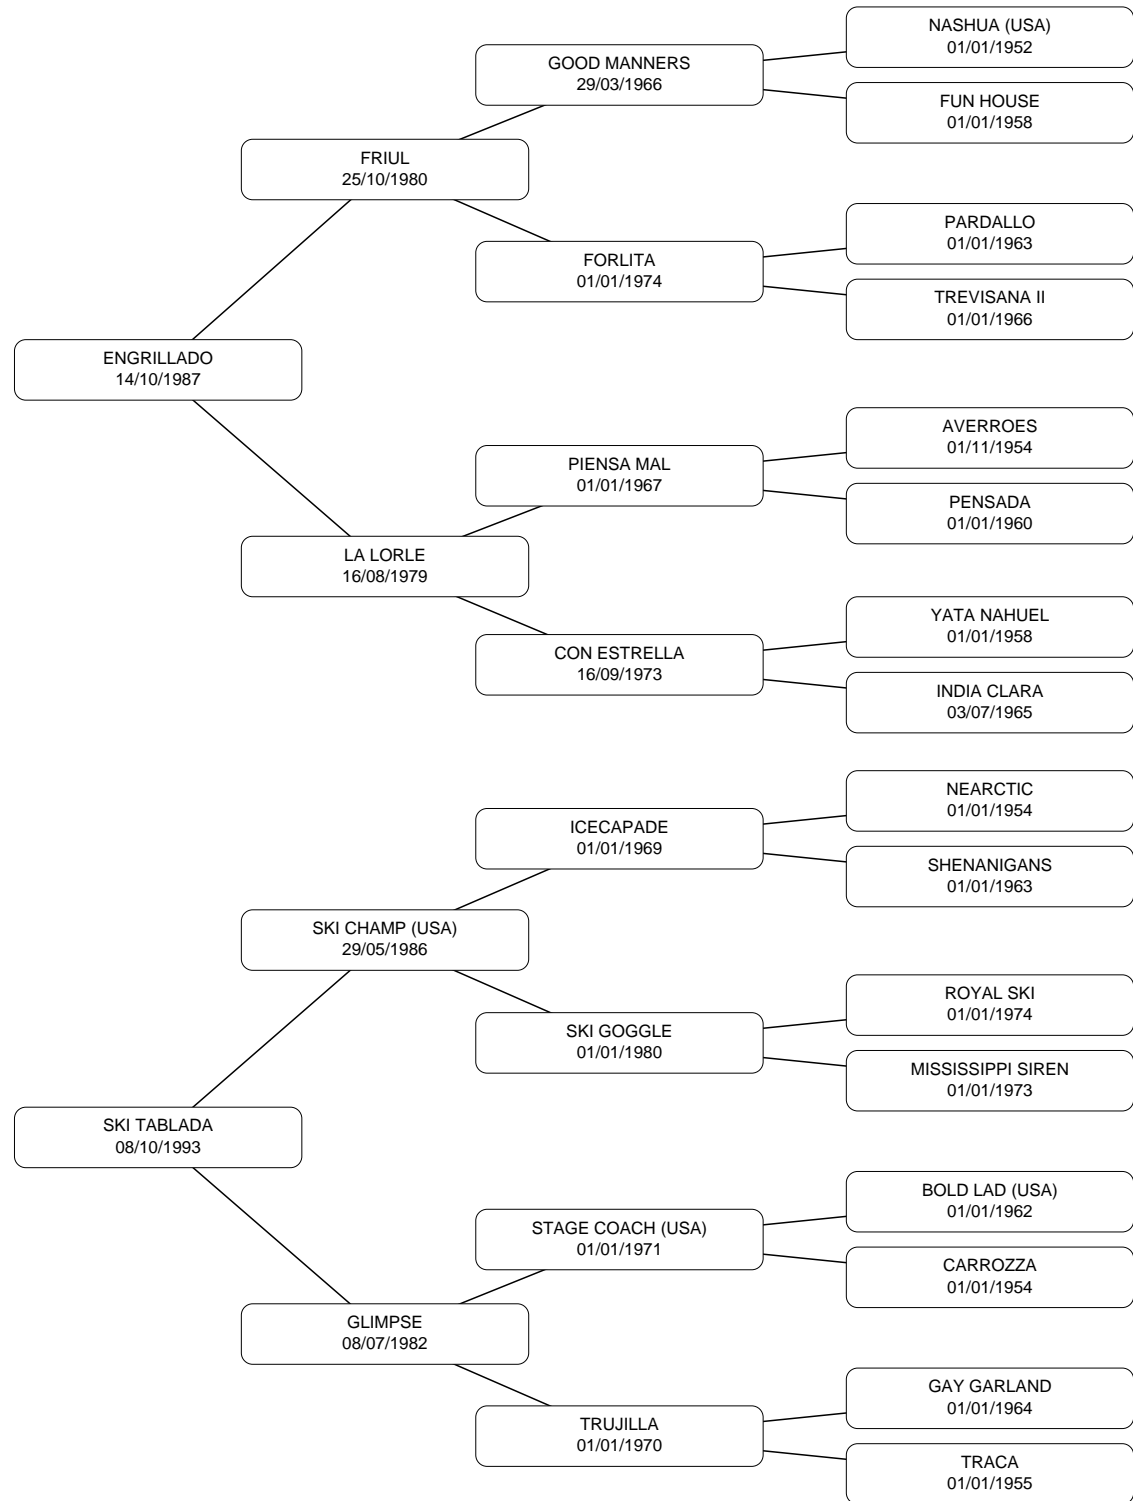 NASHUA (USA)
01/01/1952
GOOD MANNERS
29/03/1966
FUN HOUSE
01/01/1958
FRIUL
25/10/1980
PARDALLO
01/01/1963
FORLITA
01/01/1974
TREVISANA II
01/01/1966
ENGRILLADO
14/10/1987
AVERROES
01/11/1954
PIENSA MAL
01/01/1967
PENSADA
01/01/1960
LA LORLE
16/08/1979
YATA NAHUEL
01/01/1958
CON ESTRELLA
16/09/1973
INDIA CLARA
03/07/1965
NEARCTIC
01/01/1954
ICECAPADE
01/01/1969
SHENANIGANS
01/01/1963
SKI CHAMP (USA)
29/05/1986
ROYAL SKI
01/01/1974
SKI GOGGLE
01/01/1980
MISSISSIPPI SIREN
01/01/1973
SKI TABLADA
08/10/1993
BOLD LAD (USA)
01/01/1962
STAGE COACH (USA)
01/01/1971
CARROZZA
01/01/1954
GLIMPSE
08/07/1982
GAY GARLAND
01/01/1964
TRUJILLA
01/01/1970
TRACA
01/01/1955